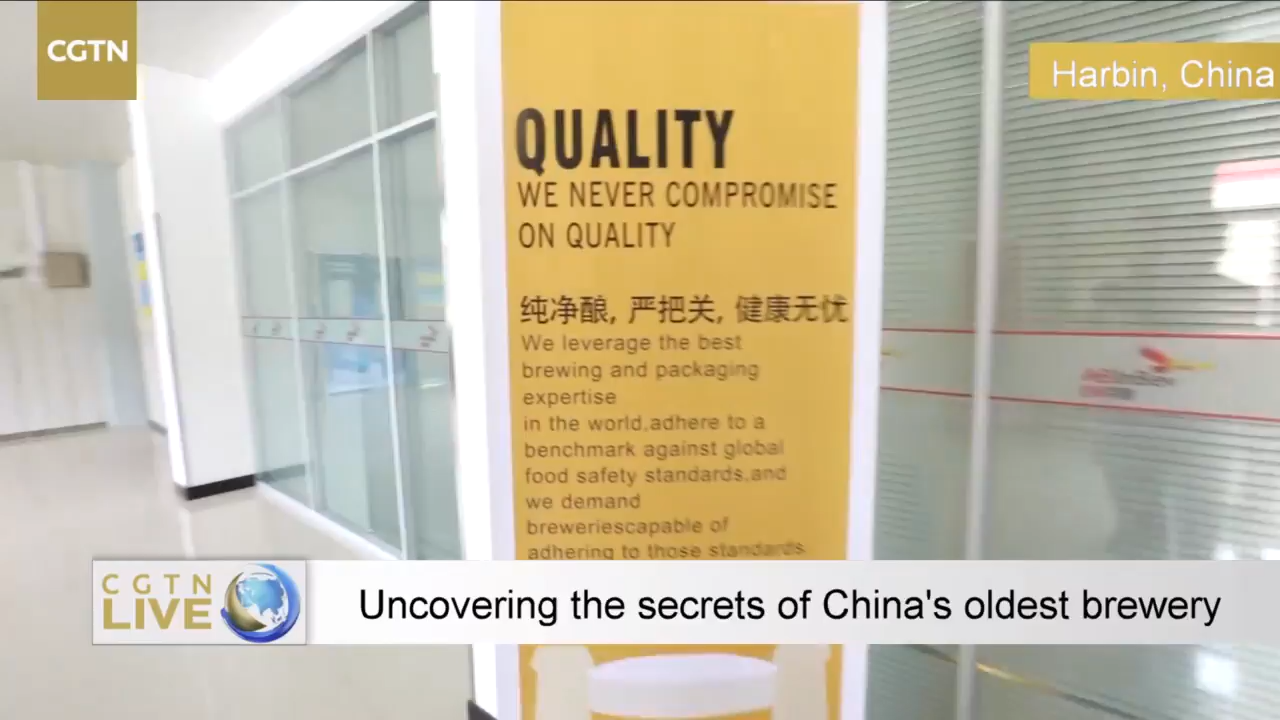 CGTN
Harbin, China
QUALITY
WE NEVER COMPROMISE
ON QUALITY
纯净酿, 严把关, 健康无忧
We leverage the best
brewing and packaging
expertise
in the world,adhere to a
benchmark against global
food safety standards,and
we demand
breweriescapable of
adhering to those standards
CGTN
LIVE
Uncovering the secrets of China's oldest brewery